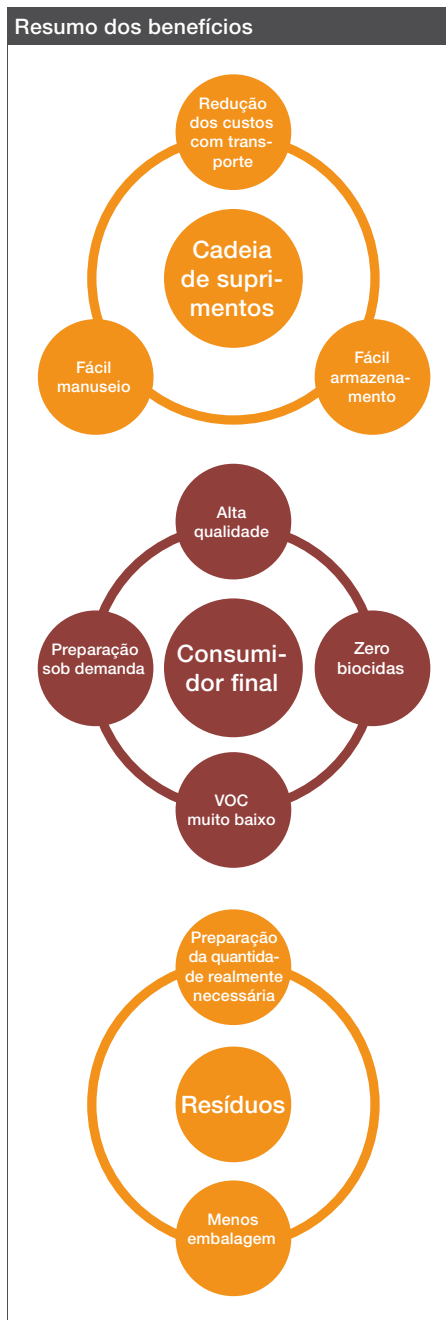 Resumo dos benefícios
Redução
dos custos
com trans-
porte
Cadeia
de supri-
mentos
Fácil
manuseio
Fácil
armazena-
mento
Alta
qualidade
Preparação
sob demanda
Consumi-
dor final
Zero
biocidas
VOC
muito baixo
Preparação
da quantida-
de realmente
necessária
Resíduos
Menos
embalagem